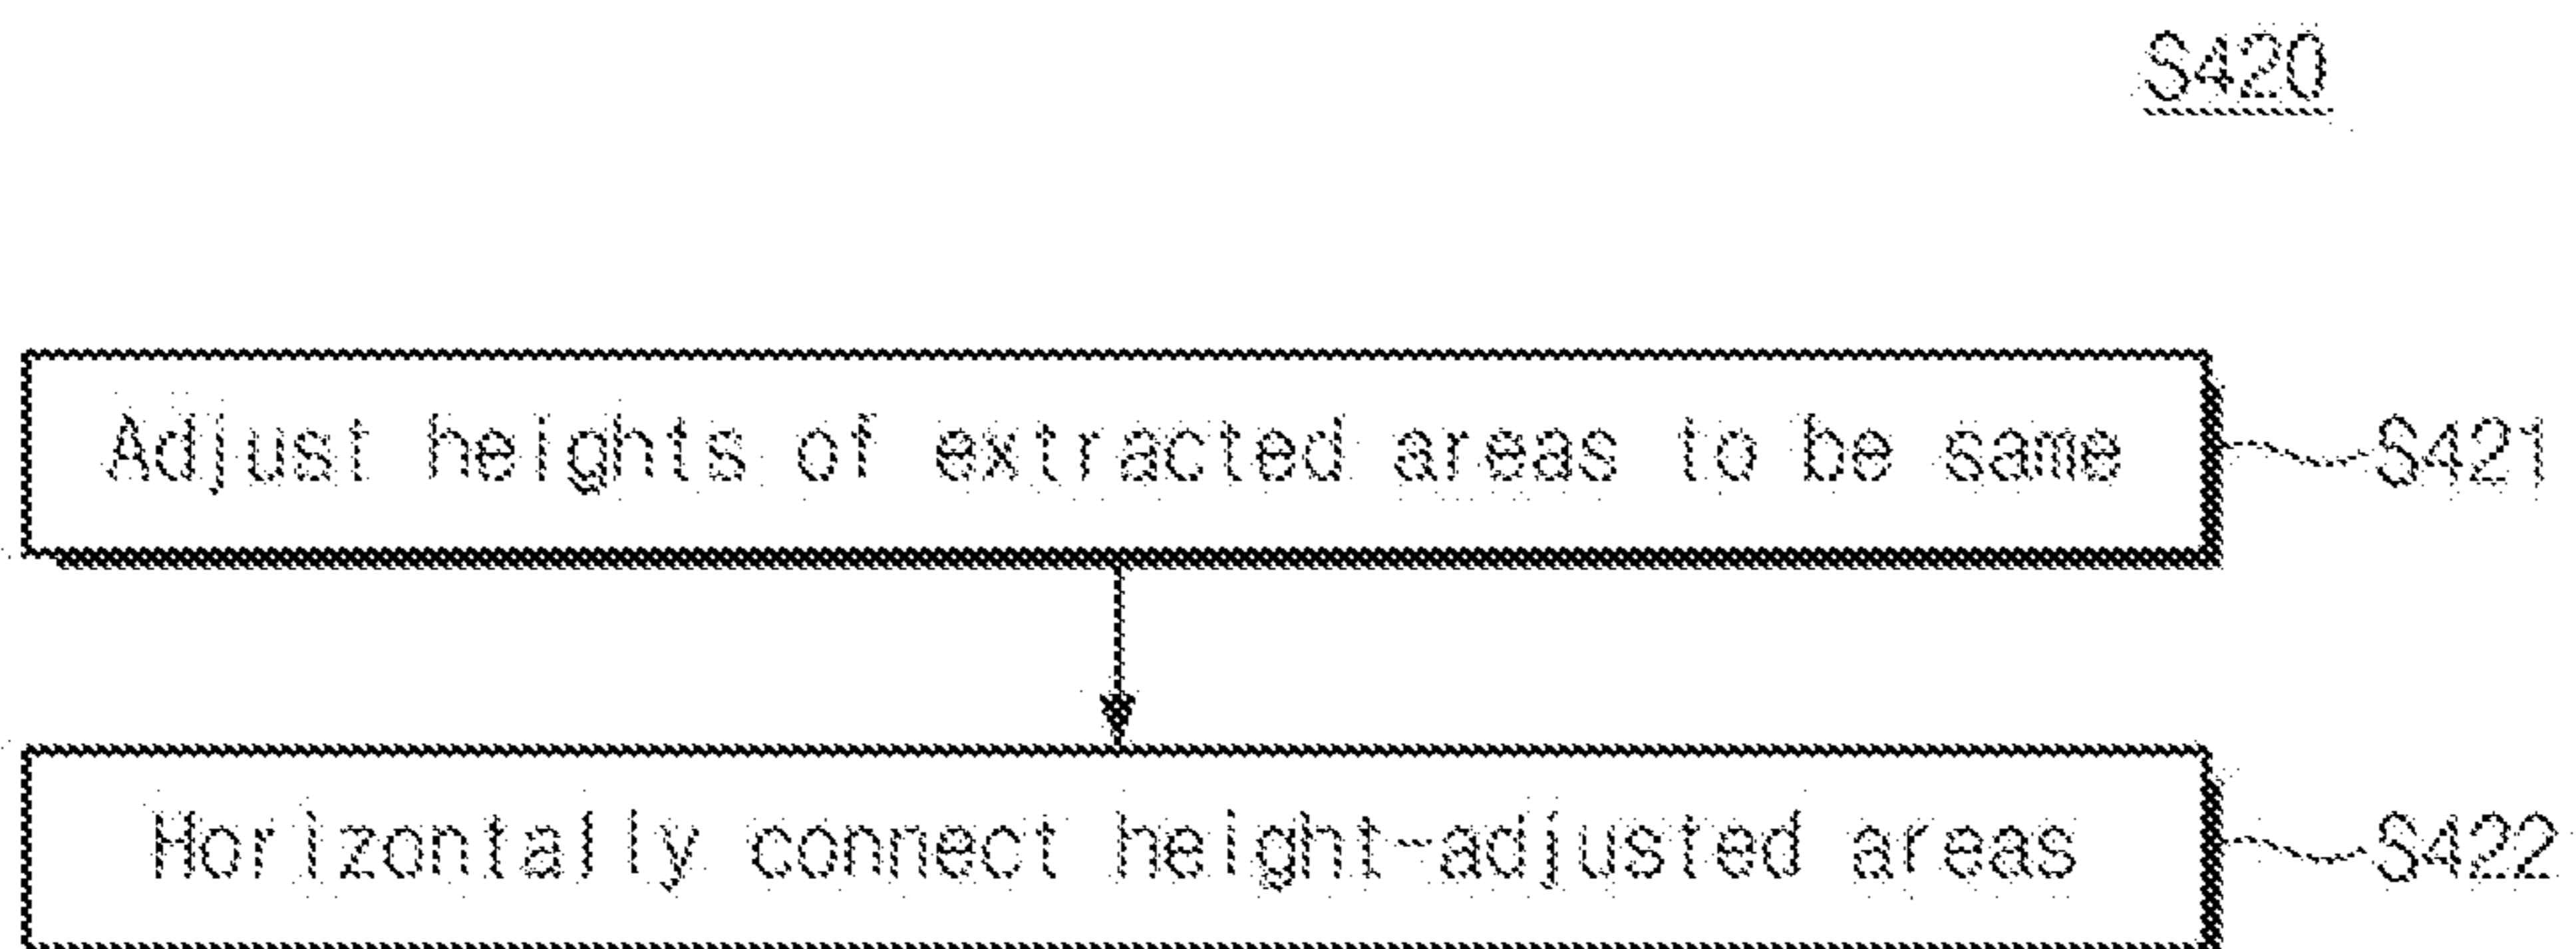 S420
Adjust heights of extracted areas to be same
S421
Horizontally connect height-adjusted areas
S422